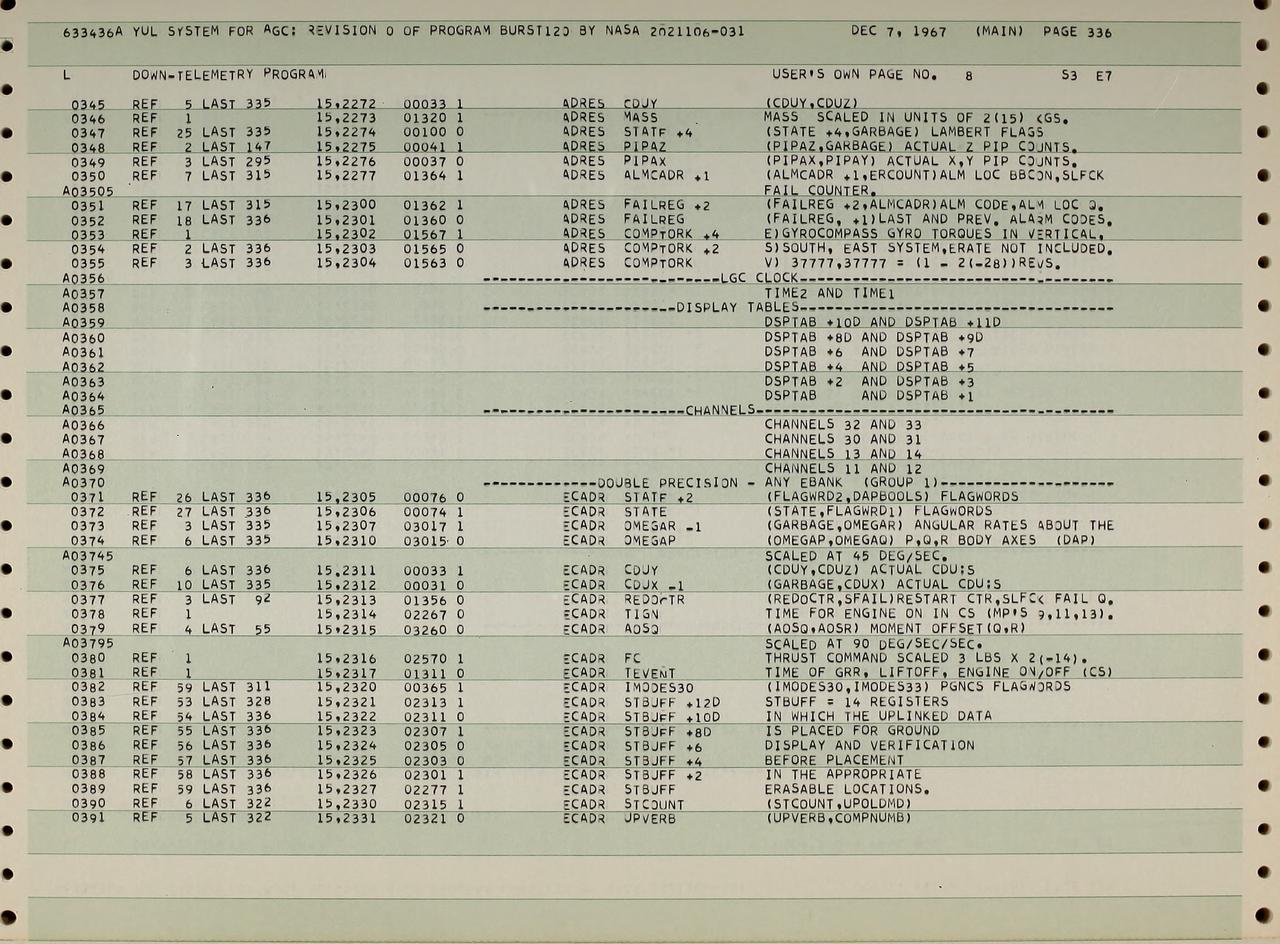 633436A YUL SYSTEM FOR AGC: REVISION 0 OF PROGRAM BURST120 BY NASA 2021106-031 DEC 7, 1967 (MAIN) PAGE 336
L DOWN-TELEMETRY PROGRAM USER'S OWN PAGE NO. 8 S3 E7
0345 REF 5 LAST 335 15,2272 00033 1 ADRES CDUY (CDUY,CDUZ)
0346 REF 1 15,2273 01320 1 ADRES MASS MASS SCALED IN UNITS OF 2(15) KGS.
0347 REF 25 LAST 335 15,2274 00100 0 ADRES STATE +4 (STATE +4,GARBAGE) LAMBERT FLAGS
0348 REF 2 LAST 147 15,2275 00041 1 ADRES PIPAZ (PIPAZ,GARBAGE) ACTUAL Z PIP COUNTS.
0349 REF 3 LAST 295 15,2276 00037 0 ADRES PIPAX (PIPAX,PIPAY) ACTUAL X,Y PIP COUNTS.
0350 REF 7 LAST 315 15,2277 01364 1 ADRES ALMCADR +1 (ALMCADR +1,ERCOUNT)ALM LOC BBCON,SLFCK
A03505 FAIL COUNTER.
0351 REF 17 LAST 315 15,2300 01362 1 ADRES FAILREG +2 (FAILREG +2,ALMCADR)ALM CODE,ALM LOC Q.
0352 REF 18 LAST 336 15,2301 01360 0 ADRES FAILREG (FAILREG, +1)LAST AND PREV. ALARM CODES.
0353 REF 1 15,2302 01567 1 ADRES COMPTORK +4 E)GYROCOMPASS GYRO TORQUES IN VERTICAL,
0354 REF 2 LAST 336 15,2303 01565 0 ADRES COMPTORK +2 S)SOUTH, EAST SYSTEM,ERATE NOT INCLUDED.
0355 REF 3 LAST 336 15,2304 01563 0 ADRES COMPTORK V) 37777,37777 = (1 - 2(-28))REVS.
A0356 ------------------------------LGC CLOCK----------------------------------------
A0357 TIME2 AND TIME1
A0358 ------------------------DISPLAY TABLES----------------------------------------
A0359 DSPTAB +10D AND DSPTAB +11D
A0360 DSPTAB +8D AND DSPTAB +9D
A0361 DSPTAB +6 AND DSPTAB +7
A0362 DSPTAB +4 AND DSPTAB +5
A0363 DSPTAB +2 AND DSPTAB +3
A0364 DSPTAB AND DSPTAB +1
A0365 -------------------------CHANNELS---------------------------------------------
A0366 CHANNELS 32 AND 33
A0367 CHANNELS 30 AND 31
A0368 CHANNELS 13 AND 14
A0369 CHANNELS 11 AND 12
A0370 --------------DOUBLE PRECISION - ANY EBANK (GROUP 1)----------------------
0371 REF 26 LAST 336 15,2305 00076 0 ECADR STATE +2 (FLAGWRD2,DAPBOOLS) FLAGWORDS
0372 REF 27 LAST 336 15,2306 00074 1 ECADR STATE (STATE,FLAGWRD1) FLAGWORDS
0373 REF 3 LAST 335 15,2307 03017 1 ECADR OMEGAR -1 (GARBAGE,OMEGAR) ANGULAR RATES ABOUT THE
0374 REF 6 LAST 335 15,2310 03015 0 ECADR OMEGAP (OMEGAP,OMEGAQ) P,Q,R BODY AXES (DAP)
A03745 SCALED AT 45 DEG/SEC.
0375 REF 6 LAST 336 15,2311 00033 1 ECADR CDUY (CDUY,CDUZ) ACTUAL CDU;S
0376 REF 10 LAST 335 15,2312 00031 0 ECADR CDUX -1 (GARBAGE,CDUX) ACTUAL CDU;S
0377 REF 3 LAST 92 15,2313 01356 0 ECADR REDOCTR (REDOCTR,SFAIL)RESTART CTR,SLFCK FAIL Q.
0378 REF 1 15,2314 02267 0 ECADR TIGN TIME FOR ENGINE ON IN CS (MP'S 9,11,13).
0379 REF 4 LAST 55 15,2315 03260 0 ECADR AOSQ (AOSQ,AOSR) MOMENT OFFSET(Q,R)
A03795 SCALED AT 90 DEG/SEC/SEC.
0380 REF 1 15,2316 02570 1 ECADR FC THRUST COMMAND SCALED 3 LBS X 2(-14).
0381 REF 1 15,2317 01311 0 ECADR TEVENT TIME OF GRR, LIFTOFF, ENGINE ON/OFF (CS)
0382 REF 59 LAST 311 15,2320 00365 1 ECADR IMODES30 (IMODES30,IMODES33) PGNCS FLAGWORDS
0383 REF 53 LAST 328 15,2321 02313 1 ECADR STBUFF +12D STBUFF = 14 REGISTERS
0384 REF 54 LAST 336 15,2322 02311 0 ECADR STBUFF +10D IN WHICH THE UPLINKED DATA
0385 REF 55 LAST 336 15,2323 02307 1 ECADR STBUFF +8D IS PLACED FOR GROUND
0386 REF 56 LAST 336 15,2324 02305 0 ECADR STBUFF +6 DISPLAY AND VERIFICATION
0387 REF 57 LAST 336 15,2325 02303 0 ECADR STBUFF +4 BEFORE PLACEMENT
0388 REF 58 LAST 336 15,2326 02301 1 ECADR STBUFF +2 IN THE APPROPRIATE
0389 REF 59 LAST 336 15,2327 02277 1 ECADR STBUFF ERASABLE LOCATIONS.
0390 REF 6 LAST 322 15,2330 02315 1 ECADR STCOUNT (STCOUNT,UPOLDMD)
0391 REF 5 LAST 322 15,2331 02321 0 ECADR UPVERB (UPVERB,COMPNUMB)